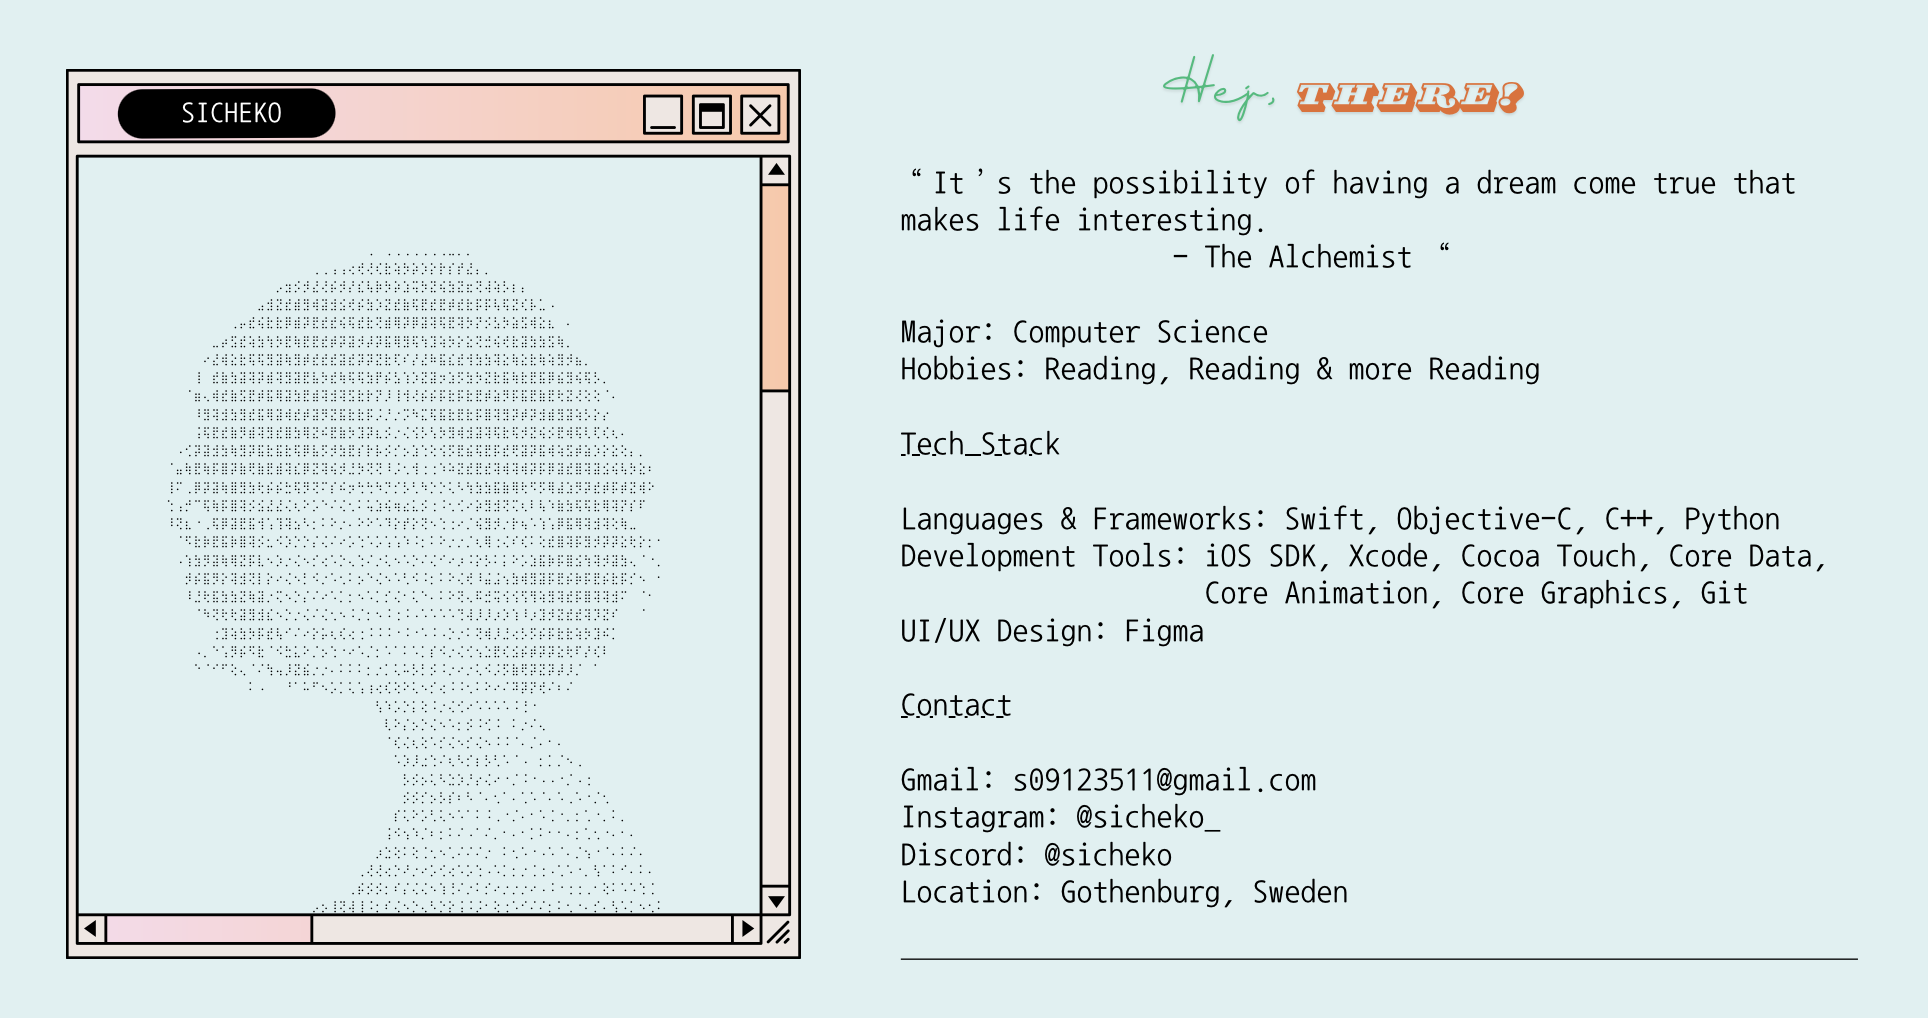 SICHEKO
Hej, THERE!
“ It ’ s the possibility of having a dream come true that
makes life interesting.
- The Alchemist “
Major: Computer Science
Hobbies: Reading, Reading & more Reading
Tech_Stack
Languages & Frameworks: Swift, Objective-C, C++, Python
Development Tools: iOS SDK, Xcode, Cocoa Touch, Core Data,
Core Animation, Core Graphics, Git
UI/UX Design: Figma
Contact
Gmail: s09123511@gmail.com
Instagram: @sicheko_
Discord: @sicheko
Location: Gothenburg, Sweden